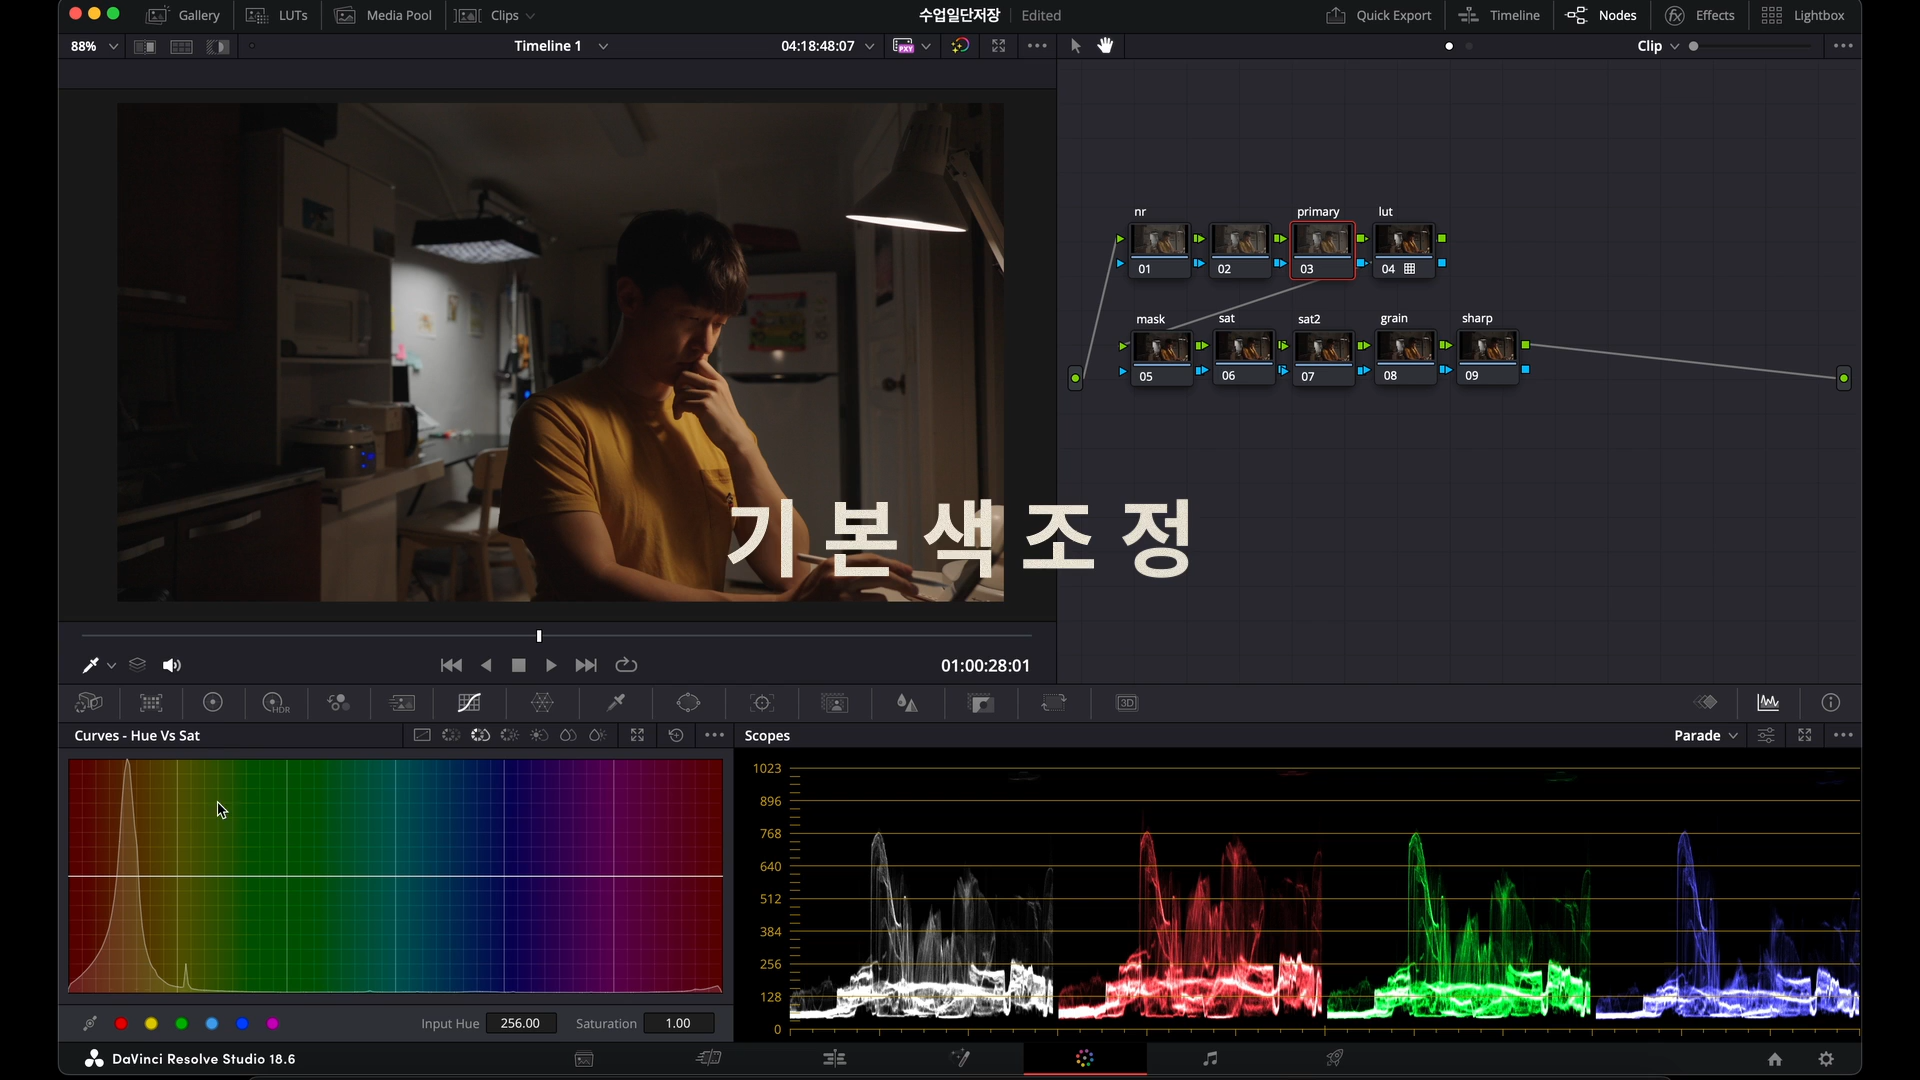 Gallery LUTs Media Pool Clips 수업일단저장 Edited Quick Export Timeline Nodes Effects Lightbox
88% Timeline 1 04:18:48:07 PXY Clip
nr primary lut
01 02 03 04
mask sat sat2 grain sharp
05 06 07 08 09
기본색조정
01:00:28:01
HDR 3D
Curves - Hue Vs Sat Scopes Parade
1023
896
768
640
512
384
256
128
0
Input Hue 256.00 Saturation 1.00
DaVinci Resolve Studio 18.6